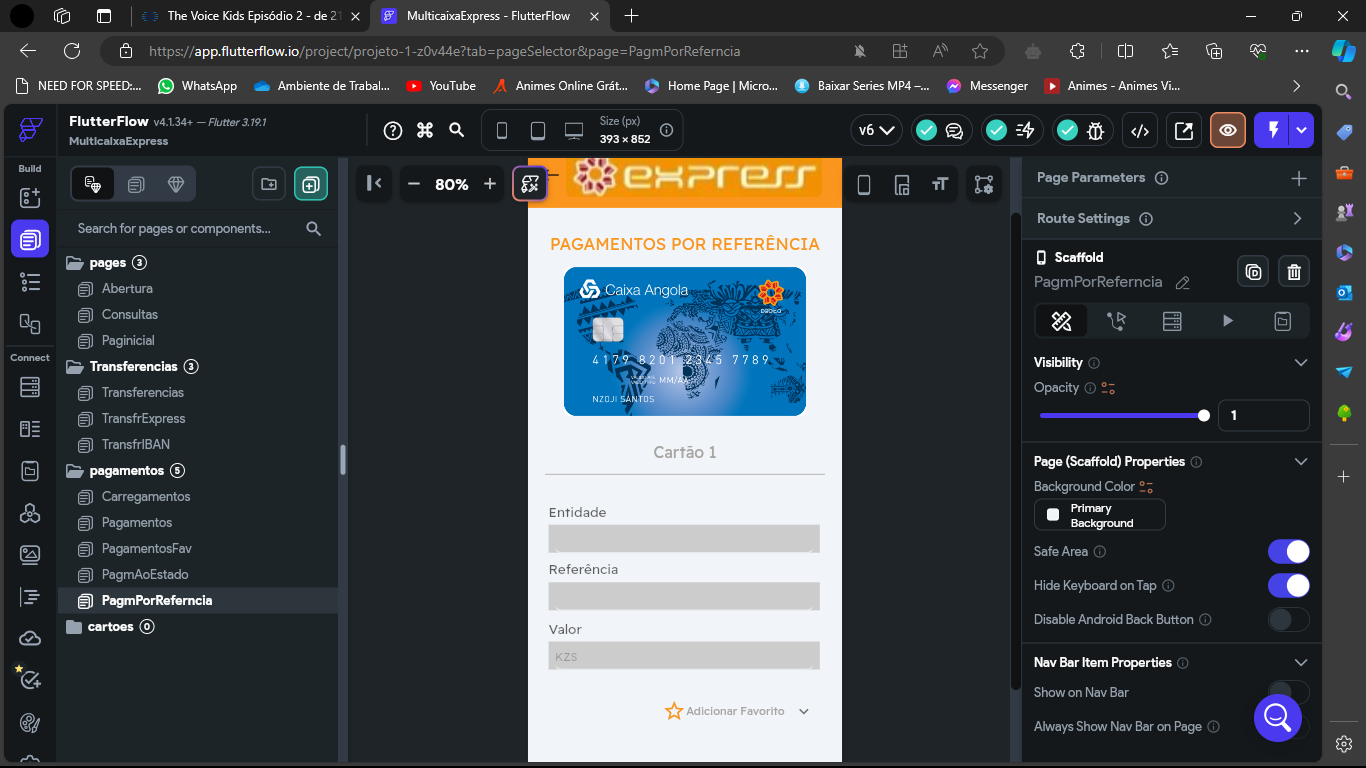 The Voice Kids Episódio 2 - de 21
MulticaixaExpress - FlutterFlow
https://app.flutterflow.io/project/projeto-1-z0v44e?tab=pageSelector&page=PagmPorReferncia
NEED FOR SPEED:...
WhatsApp
Ambiente de Trabal...
YouTube
Animes Online Grát...
Home Page | Micro...
Baixar Series MP4 –...
Messenger
Animes - Animes Vi...
FlutterFlow v4.1.34+ — Flutter 3.19.1
MulticaixaExpress
Size (px)
393 × 852
v6
Build
Connect
80%
Search for pages or components...
pages 3
Abertura
Consultas
Paginicial
Transferencias 3
Transferencias
TransfrExpress
TransfrIBAN
pagamentos 5
Carregamentos
Pagamentos
PagamentosFav
PagmAoEstado
PagmPorReferncia
cartoes 0
express
PAGAMENTOS POR REFERÊNCIA
Caixa Angola
4179 8201 2345 7789
MM/AA
NZOJI SANTOS
Cartão 1
Entidade
Referência
Valor
KZS
Adicionar Favorito
Page Parameters
Route Settings
Scaffold
PagmPorReferncia
Visibility
Opacity
1
Page (Scaffold) Properties
Background Color
Primary
Background
Safe Area
Hide Keyboard on Tap
Disable Android Back Button
Nav Bar Item Properties
Show on Nav Bar
Always Show Nav Bar on Page